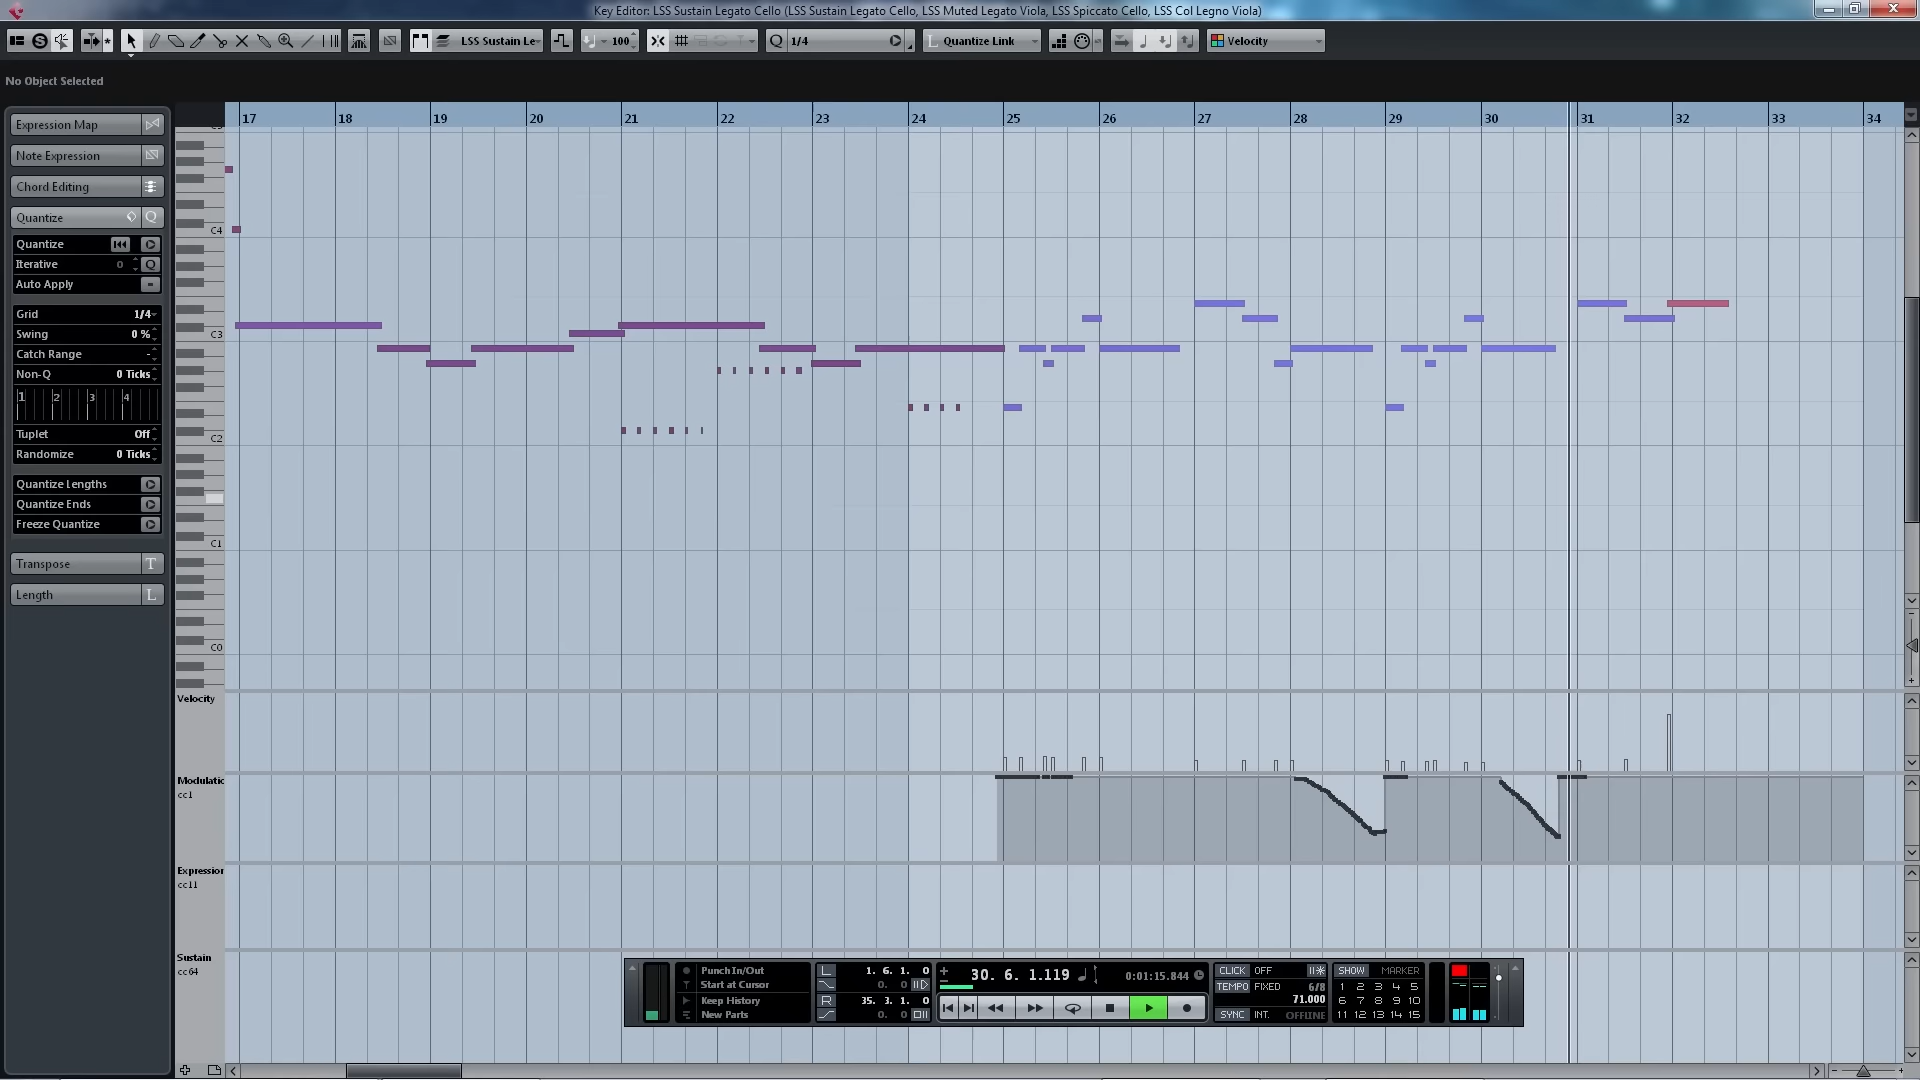 Key Editor: LSS Sustain Legato Cello (LSS Sustain Legato Cello, LSS Muted Legato Viola, LSS Spiccato Cello, LSS Col Legno Viola)
LSS Sustain Le
100
Q 1/4
L Quantize Link
Velocity
No Object Selected
17 18 19 20 21 22 23 24 25 26 27 28 29 30 31 32 33 34
Expression Map
Note Expression
Chord Editing
Quantize Q
Quantize
Iterative 0 Q
Auto Apply
Grid 1/4
Swing 0 %
Catch Range -
Non-Q 0 Ticks
1 2 3 4
Tuplet Off
Randomize 0 Ticks
Quantize Lengths
Quantize Ends
Freeze Quantize
Transpose T
Length L
C4
C3
C2
C1
C0
Velocity
Modulatic
cc1
Expression
cc11
Sustain
cc64
Punch In/Out
Start at Cursor
Keep History
New Parts
L 1. 6. 1. 0
0. 0
R 35. 3. 1. 0
0. 0
30. 6. 1.119
0:01:15.844
CLICK OFF
TEMPO FIXED 6/8
71.000
SYNC INT. OFFLINE
SHOW MARKER
1 2 3 4 5
6 7 8 9 10
11 12 13 14 15